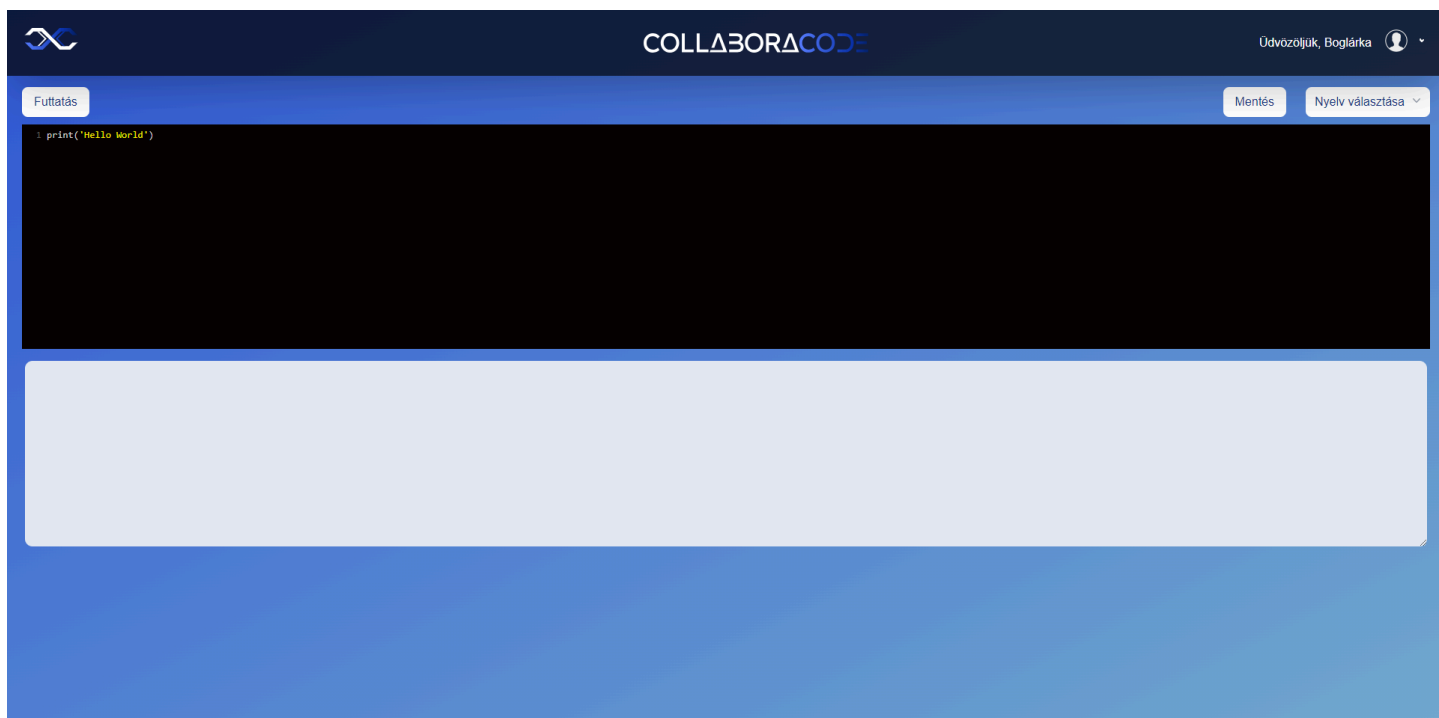 COLLABORACODE
Üdvözöljük, Boglárka
Futtatás
Mentés
Nyelv választása
1 print('Hello World')